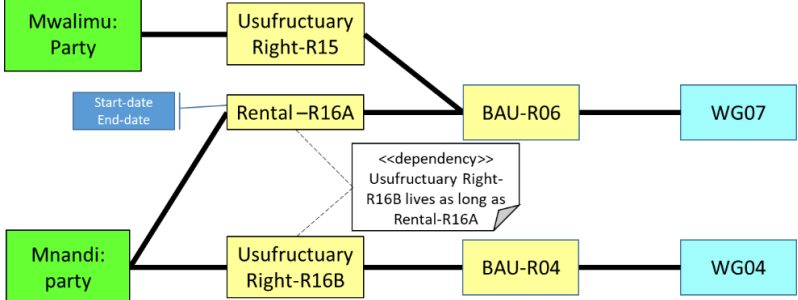 Mwalimu:
Party
Usufructuary
Right-R15
Start-date
End-date
Rental –R16A
BAU-R06
WG07
<<dependency>>
Usufructuary Right-
R16B lives as long as
Rental-R16A
Mnandi:
party
Usufructuary
Right-R16B
BAU-R04
WG04